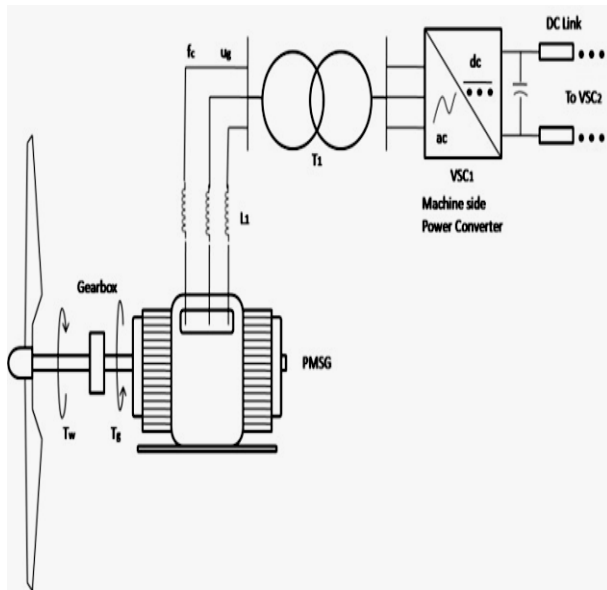 DC Link
fc ug
dc
To VSC2
ac
T1
VSC1
Machine side
Power Converter
L1
Gearbox
PMSG
Tw Tg